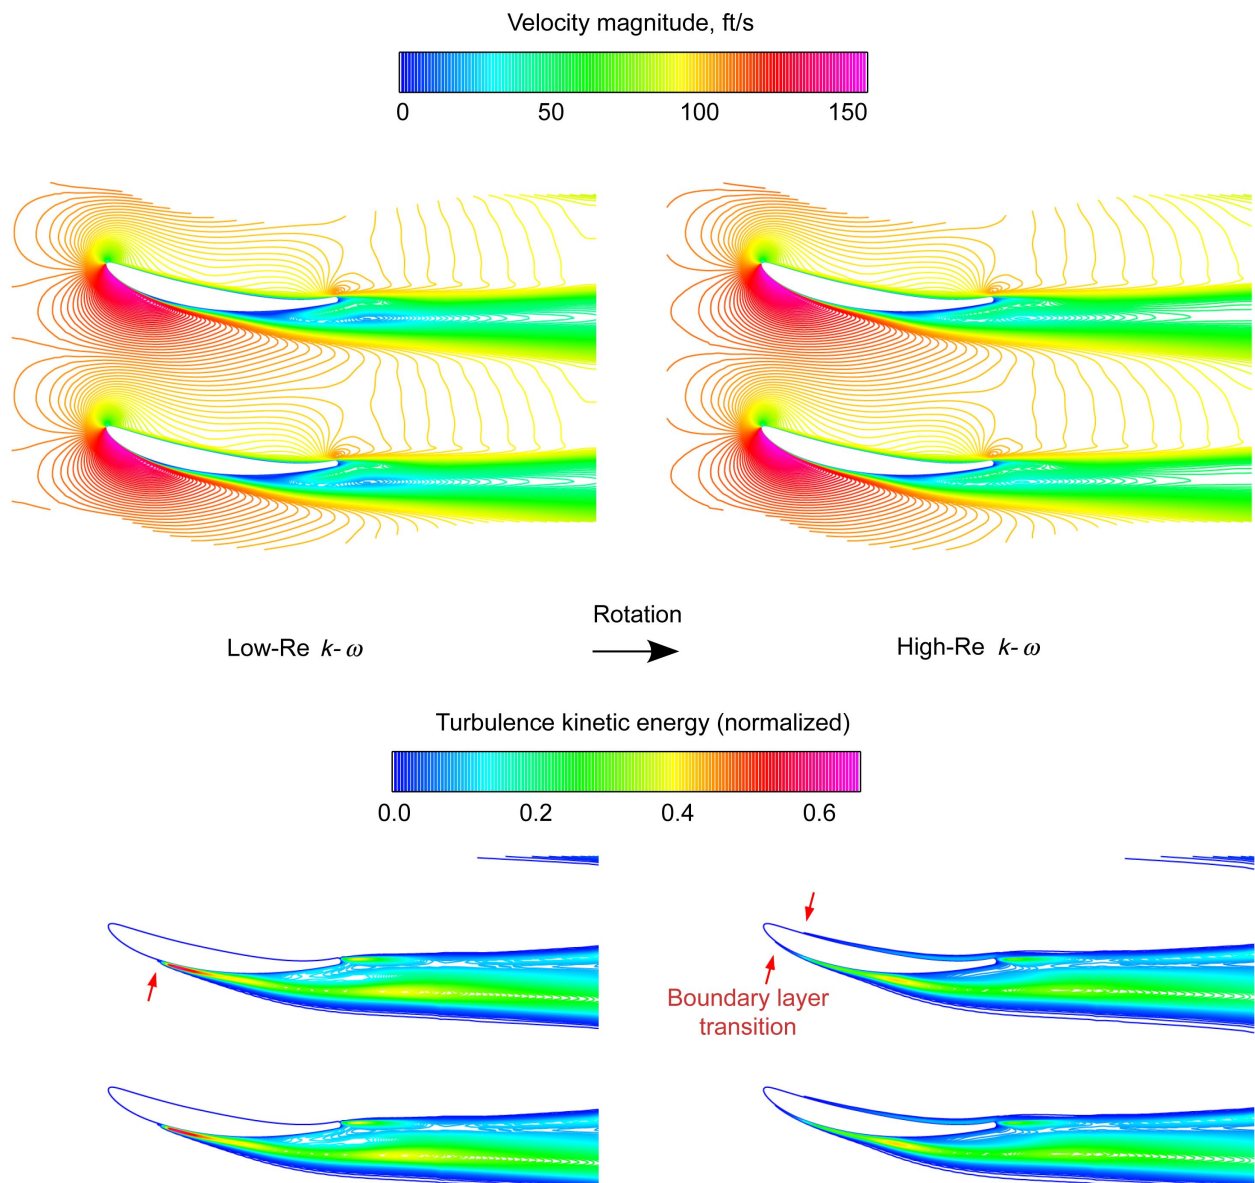 Velocity magnitude, ft/s
0 50 100 150
Rotation
Low-Re k-ω
High-Re k-ω
Turbulence kinetic energy (normalized)
0.0 0.2 0.4 0.6
Boundary layer
transition